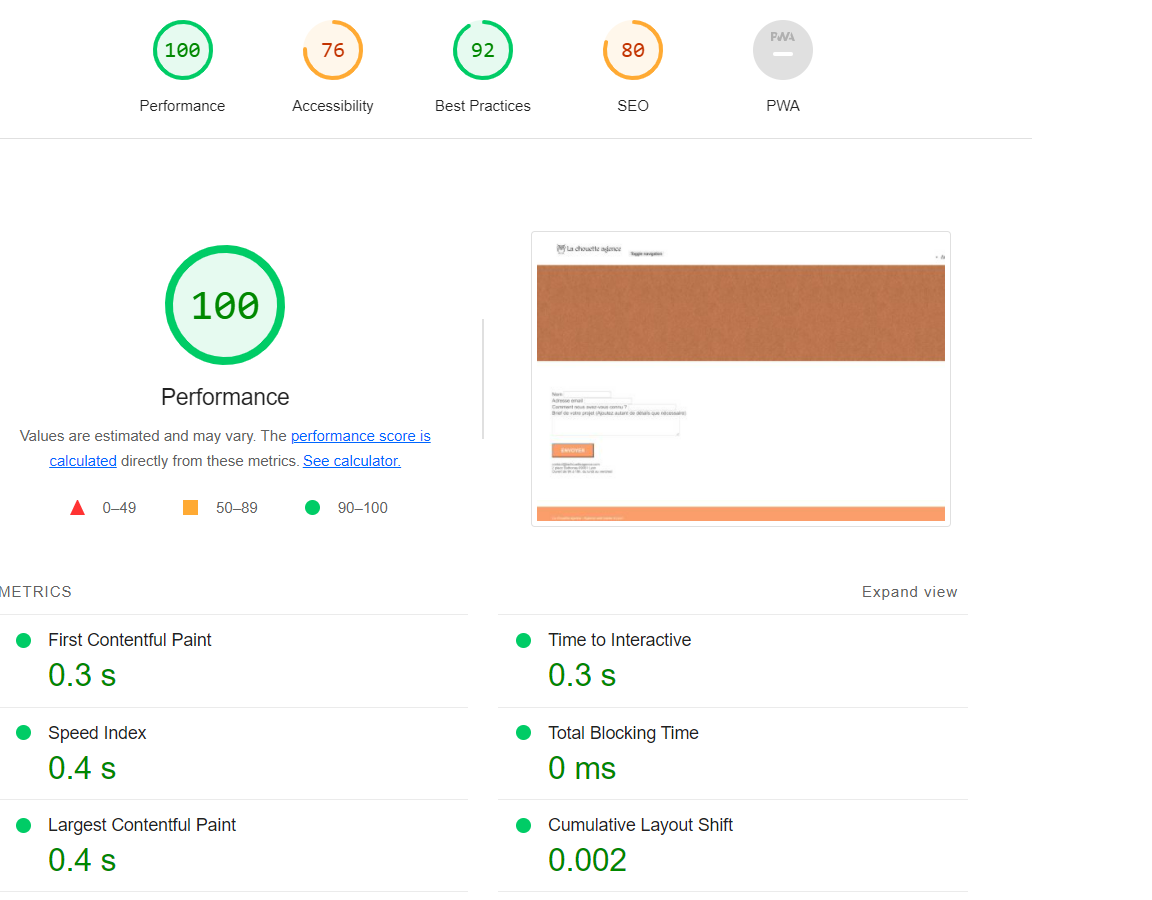 100 76 92 80 PWA
Performance Accessibility Best Practices SEO PWA
La chouette agence
Toggle navigation
100
Performance
Values are estimated and may vary. The performance score is
calculated directly from these metrics. See calculator.
0–49 50–89 90–100
Nom
Adresse email
Comment nous avez-vous connu ?
Brief de votre projet (Ajoutez autant de détails que nécessaire)
ENVOYER
METRICS Expand view
First Contentful Paint Time to Interactive
0.3 s 0.3 s
Speed Index Total Blocking Time
0.4 s 0 ms
Largest Contentful Paint Cumulative Layout Shift
0.4 s 0.002